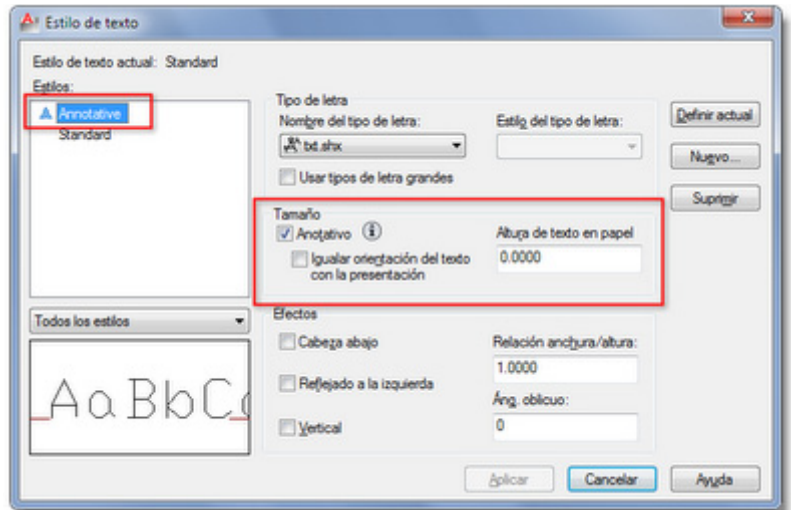 Estilo de texto
Estilo de texto actual: Standard
Estilos:
Annotative
Standard
Todos los estilos
AaBbCc
Tipo de letra
Nombre del tipo de letra:
txt.shx
Estilo del tipo de letra:
Usar tipos de letra grandes
Tamaño
Anotativo
Igualar orientación del texto
con la presentación
Altura de texto en papel
0.0000
Efectos
Cabeza abajo
Reflejado a la izquierda
Vertical
Relación anchura/altura:
1.0000
Áng. oblicuo:
0
Definir actual
Nuevo...
Suprimir
Aplicar
Cancelar
Ayuda